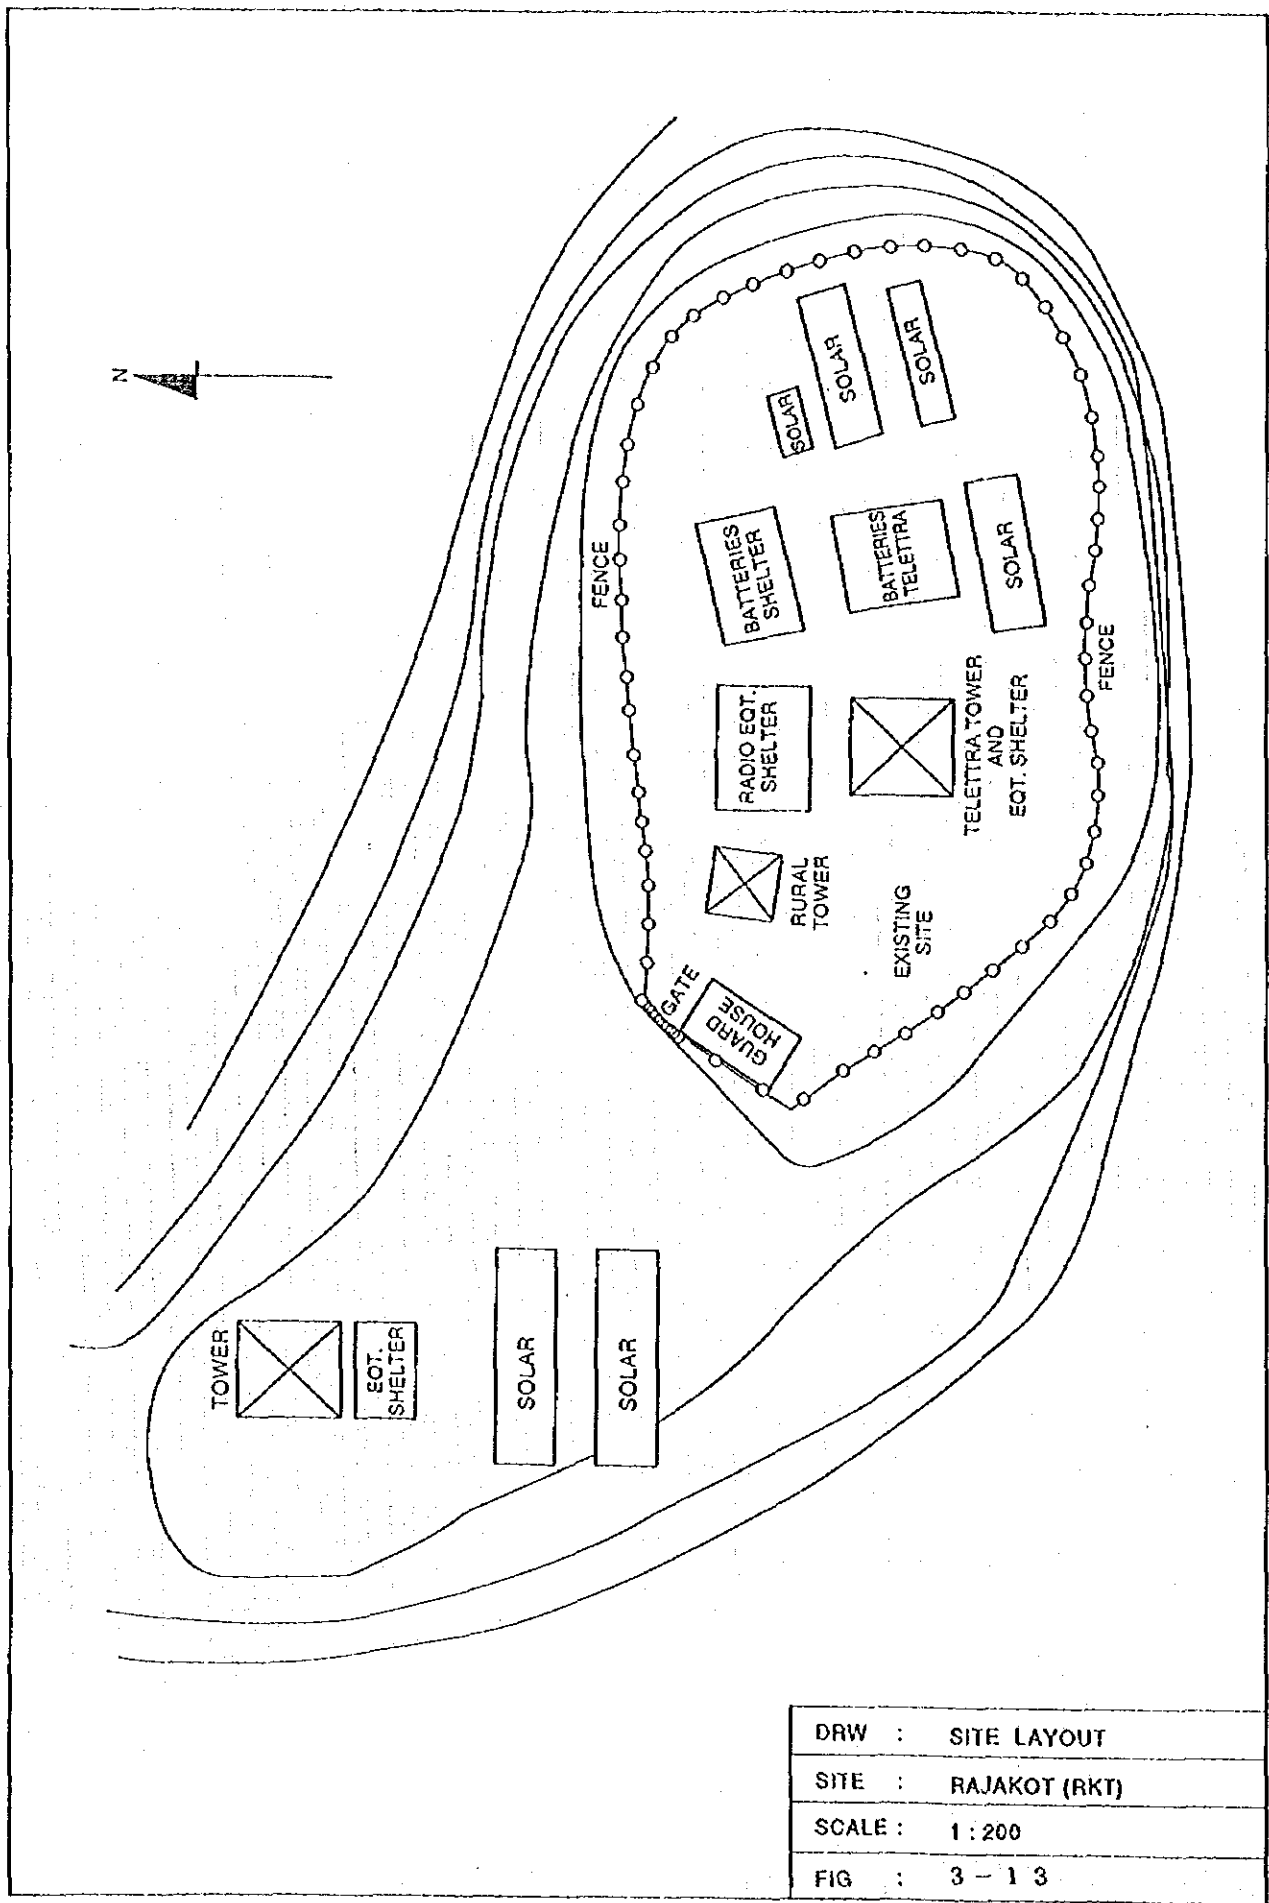 N
FENCE
SOLAR
SOLAR
SOLAR
BATTERIES
SHELTER
BATTERIES
TELETTRA
SOLAR
RADIO EQT.
SHELTER
TELETTRA TOWER
AND
EQT. SHELTER
FENCE
RURAL
TOWER
EXISTING
SITE
GATE
GUARD
HOUSE
TOWER
EQT.
SHELTER
SOLAR
SOLAR
DRW : SITE LAYOUT
SITE : RAJAKOT (RKT)
SCALE : 1 : 200
FIG : 3 - 1 3